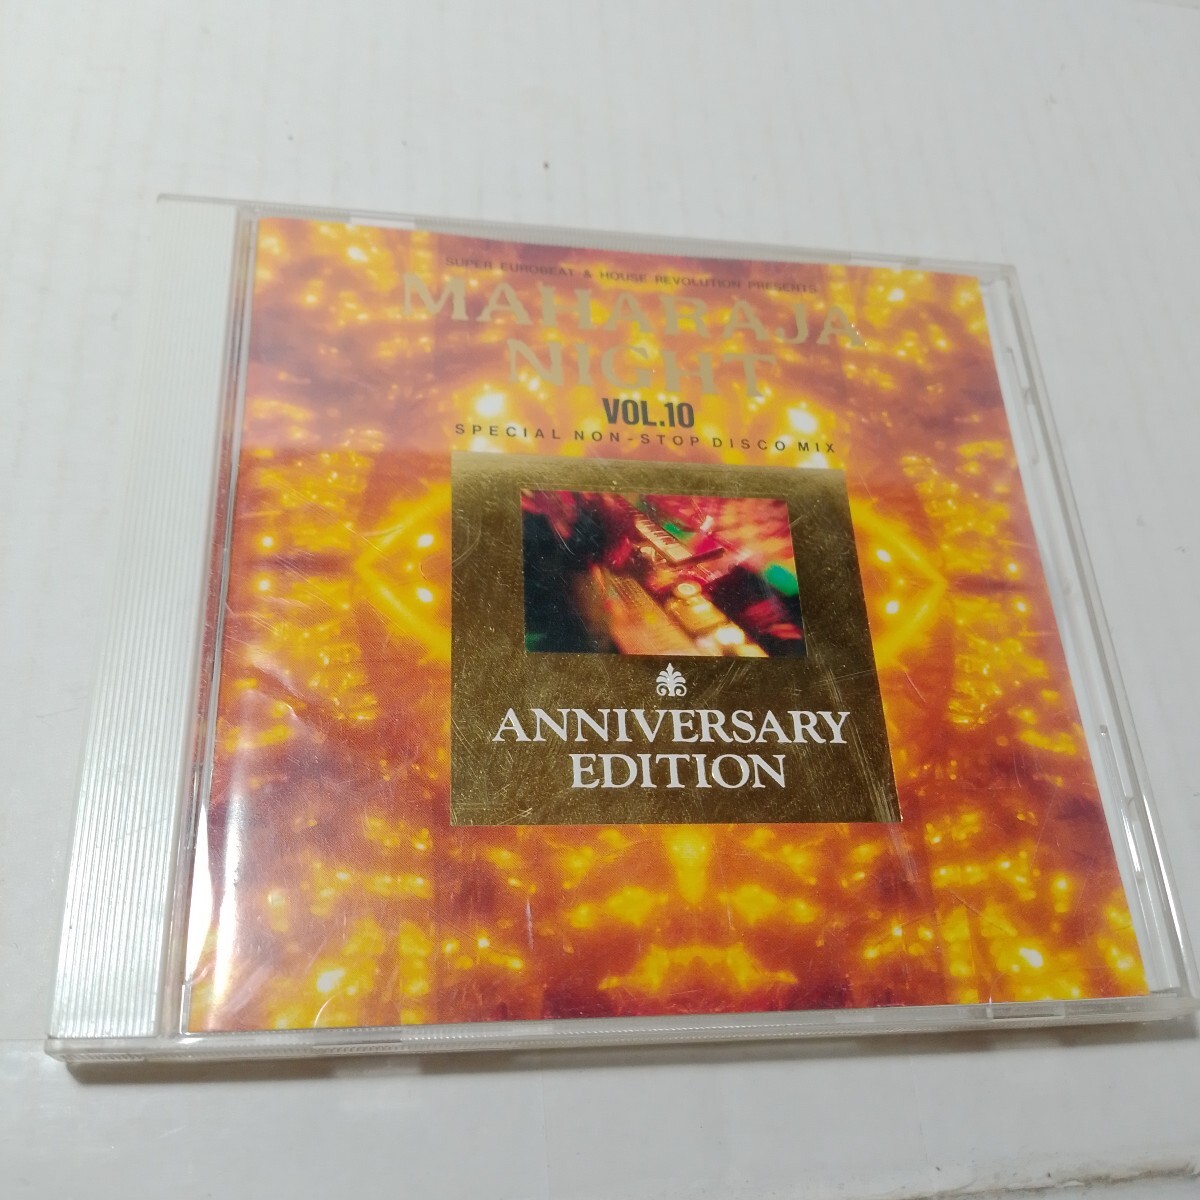 SUPER EUROBEAT & HOUSE REVOLUTION PRESENTS
MAHARAJA
NIGHT
VOL.10
SPECIAL NON-STOP DISCO MIX
ANNIVERSARY
EDITION